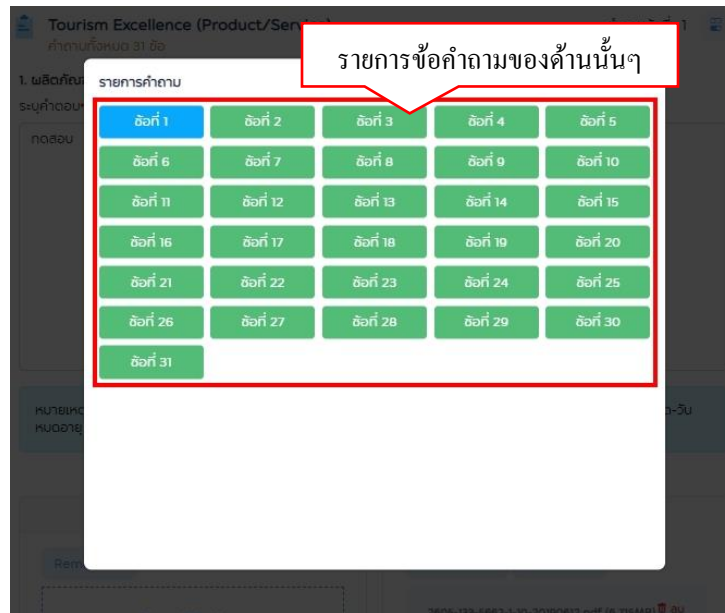 Tourism Excellence (Product/Ser
คำถามทั้งหมด 31 ข้อ
รายการข้อคำถามของด้านนั้นๆ
1. ผลิตภัณ
รายการคำถาม
ระบุคำตอบ
ทดสอบ
ข้อที่ 1 ข้อที่ 2 ข้อที่ 3 ข้อที่ 4 ข้อที่ 5
ข้อที่ 6 ข้อที่ 7 ข้อที่ 8 ข้อที่ 9 ข้อที่ 10
ข้อที่ 11 ข้อที่ 12 ข้อที่ 13 ข้อที่ 14 ข้อที่ 15
ข้อที่ 16 ข้อที่ 17 ข้อที่ 18 ข้อที่ 19 ข้อที่ 20
ข้อที่ 21 ข้อที่ 22 ข้อที่ 23 ข้อที่ 24 ข้อที่ 25
ข้อที่ 26 ข้อที่ 27 ข้อที่ 28 ข้อที่ 29 ข้อที่ 30
ข้อที่ 31
หมายเหต
-วัน
หมดอายุ
Rem